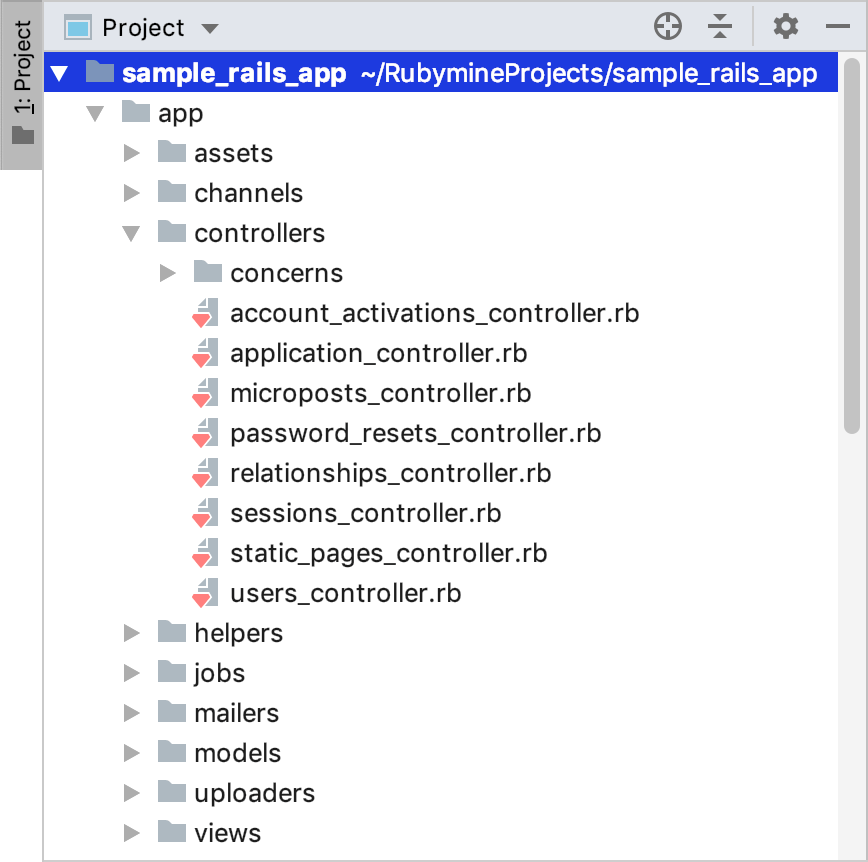 1: Project
Project
sample_rails_app ~/RubymineProjects/sample_rails_app
app
assets
channels
controllers
concerns
account_activations_controller.rb
application_controller.rb
microposts_controller.rb
password_resets_controller.rb
relationships_controller.rb
sessions_controller.rb
static_pages_controller.rb
users_controller.rb
helpers
jobs
mailers
models
uploaders
views